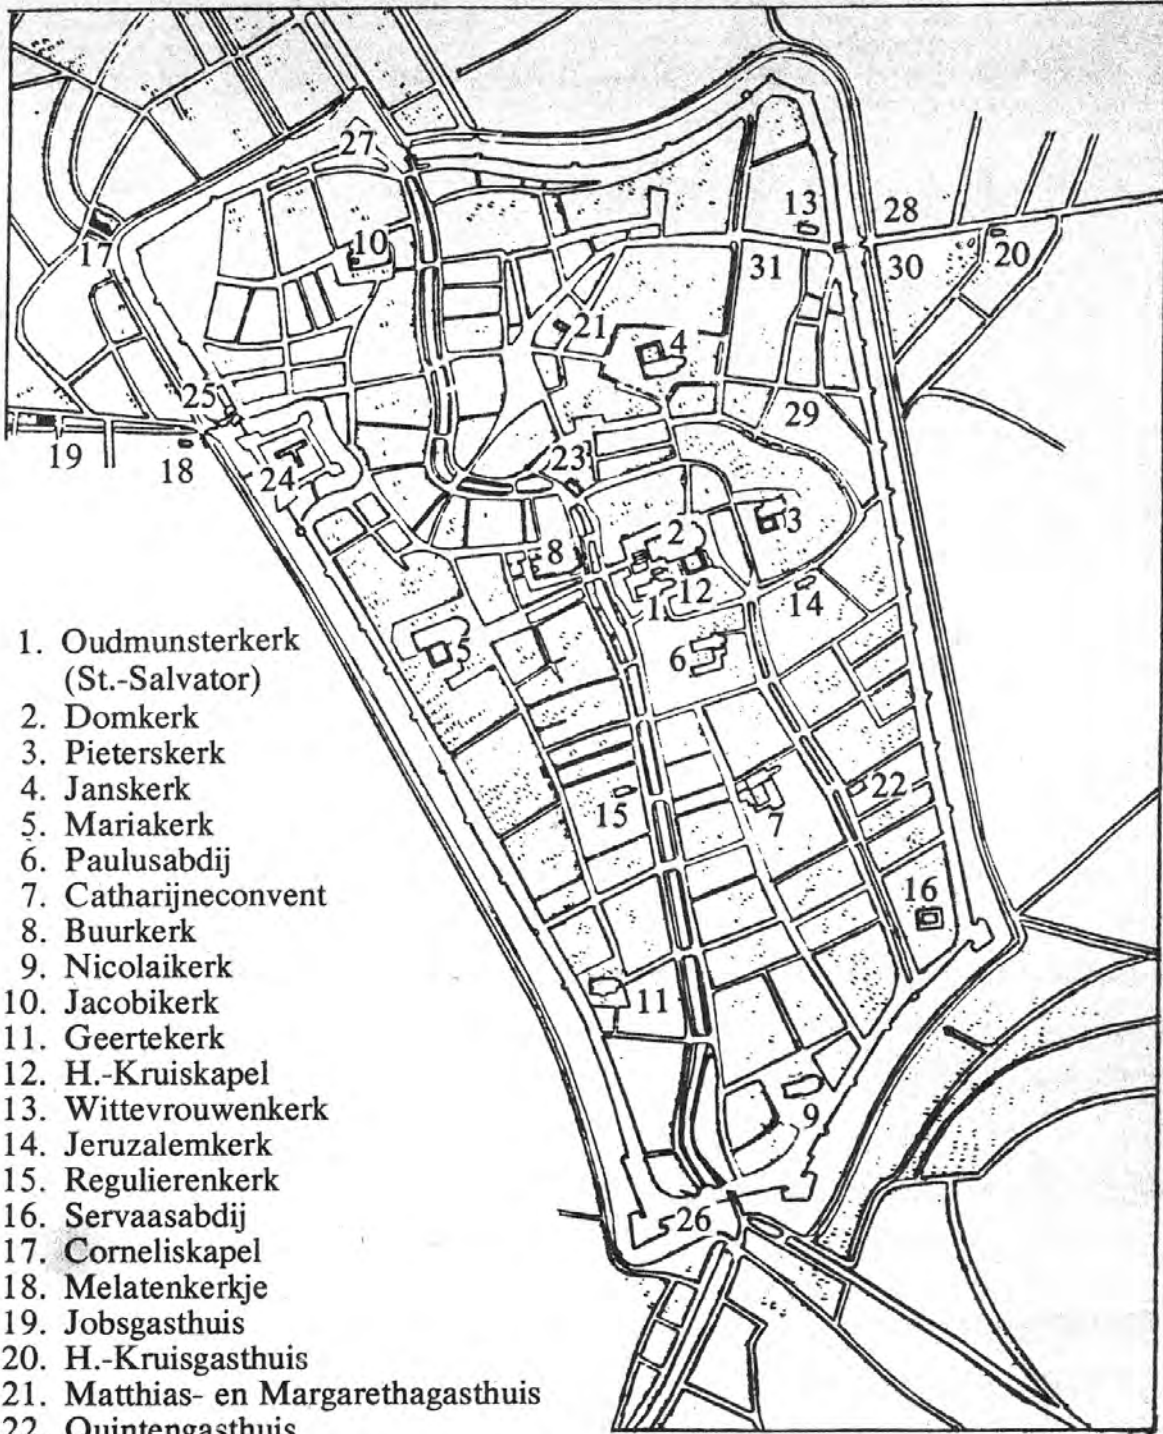 27
13
28
10
17
31
30
20
21
4
25
29
19
18
24
23
3
2
8
12
1
14
5
6
15
7
22
16
11
9
26
1. Oudmunsterkerk
(St.-Salvator)
2. Domkerk
3. Pieterskerk
4. Janskerk
5. Mariakerk
6. Paulusabdij
7. Catharijneconvent
8. Buurkerk
9. Nicolaikerk
10. Jacobikerk
11. Geertekerk
12. H.-Kruiskapel
13. Wittevrouwenkerk
14. Jeruzalemkerk
15. Regulierenkerk
16. Servaasabdij
17. Corneliskapel
18. Melatenkerkje
19. Jobsgasthuis
20. H.-Kruisgasthuis
21. Matthias- en Margarethagasthuis
22. Quintengasthuis